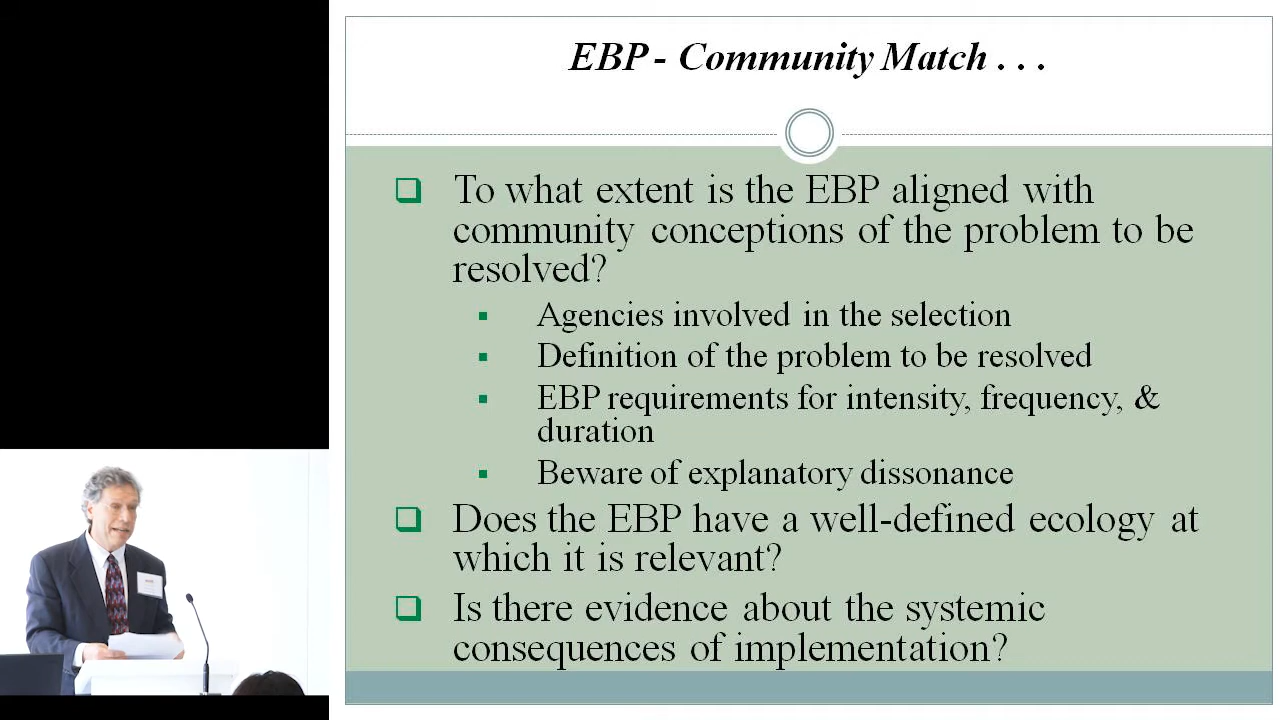 EBP - Community Match . . .
To what extent is the EBP aligned with
community conceptions of the problem to be
resolved?
Agencies involved in the selection
Definition of the problem to be resolved
EBP requirements for intensity, frequency, &
duration
Beware of explanatory dissonance
Does the EBP have a well-defined ecology at
which it is relevant?
Is there evidence about the systemic
consequences of implementation?